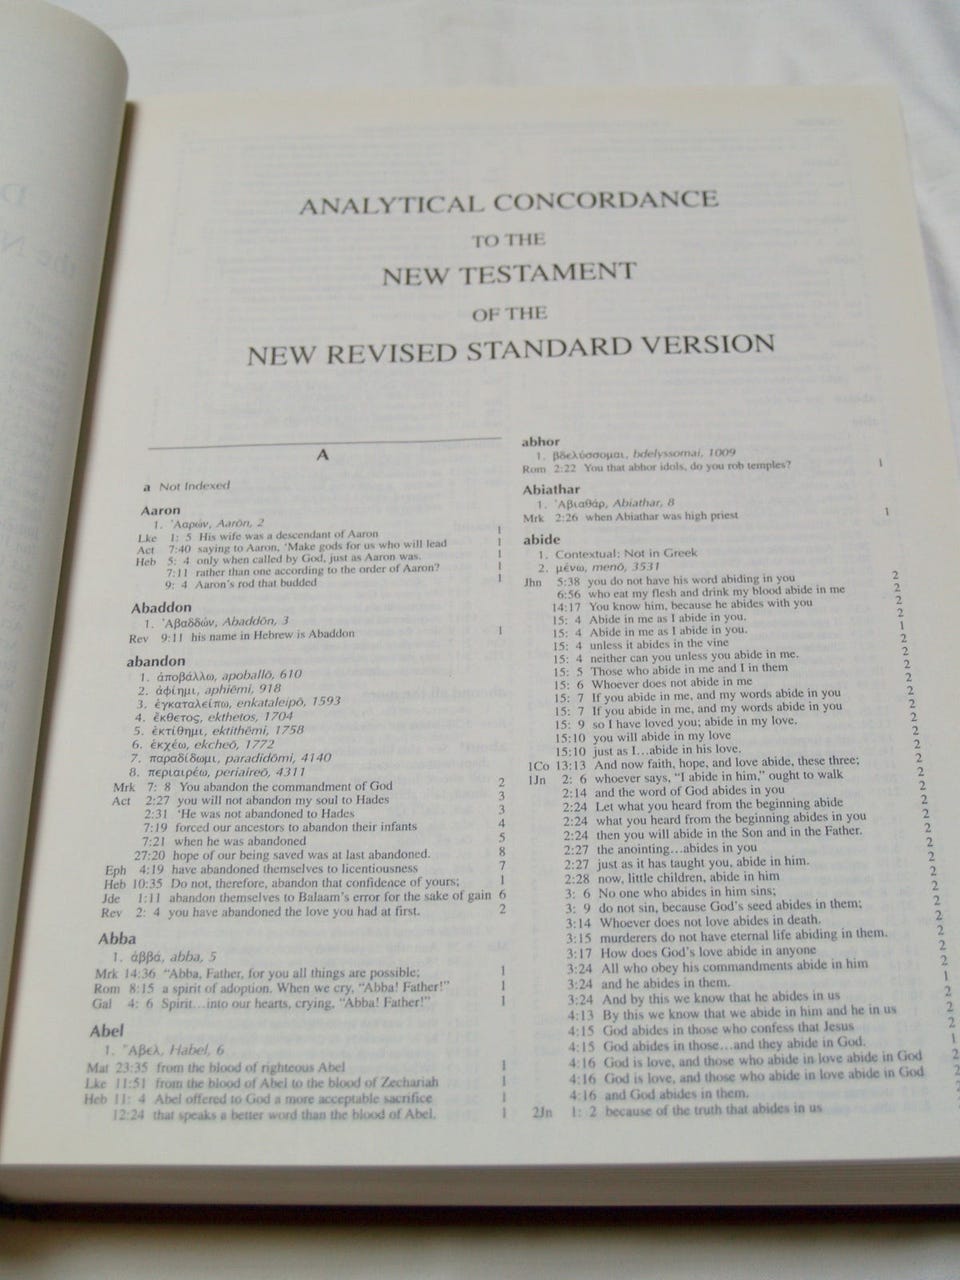 ANALYTICAL CONCORDANCE
TO THE
NEW TESTAMENT
OF THE
NEW REVISED STANDARD VERSION
A
a Not Indexed
Aaron
1. Ἀαρών, Aarōn, 2
Lke 1: 5 His wife was a descendant of Aaron 1
Act 7:40 saying to Aaron, ‘Make gods for us who will lead 1
Heb 5: 4 only when called by God, just as Aaron was. 1
7:11 rather than one according to the order of Aaron? 1
9: 4 Aaron's rod that budded 1
Abaddon
1. Ἀβαδδών, Abaddōn, 3
Rev 9:11 his name in Hebrew is Abaddon 1
abandon
1. ἀποβάλλω, apoballō, 610
2. ἀφίημι, aphiēmi, 918
3. ἐγκαταλείπω, enkataleipō, 1593
4. ἔκθετος, ekthetos, 1704
5. ἐκτίθημι, ektithēmi, 1758
6. ἐκχέω, ekcheō, 1772
7. παραδίδωμι, paradidōmi, 4140
8. περιαιρέω, periaireō, 4311
Mrk 7: 8 You abandon the commandment of God 2
Act 2:27 you will not abandon my soul to Hades 3
2:31 ‘He was not abandoned to Hades 3
7:19 forced our ancestors to abandon their infants 4
7:21 when he was abandoned 5
27:20 hope of our being saved was at last abandoned. 8
Eph 4:19 have abandoned themselves to licentiousness 7
Heb 10:35 Do not, therefore, abandon that confidence of yours; 1
Jde 1:11 abandon themselves to Balaam's error for the sake of gain 6
Rev 2: 4 you have abandoned the love you had at first. 2
Abba
1. ἀββά, abba, 5
Mrk 14:36 “Abba, Father, for you all things are possible; 1
Rom 8:15 a spirit of adoption. When we cry, “Abba! Father!” 1
Gal 4: 6 Spirit…into our hearts, crying, “Abba! Father!” 1
Abel
1. Ἄβελ, Habel, 6
Mat 23:35 from the blood of righteous Abel 1
Lke 11:51 from the blood of Abel to the blood of Zechariah 1
Heb 11: 4 Abel offered to God a more acceptable sacrifice 1
12:24 that speaks a better word than the blood of Abel. 1
abhor
1. βδελύσσομαι, bdelyssomai, 1009
Rom 2:22 You that abhor idols, do you rob temples? 1
Abiathar
1. Ἀβιαθάρ, Abiathar, 8
Mrk 2:26 when Abiathar was high priest 1
abide
1. Contextual: Not in Greek
2. μένω, menō, 3531
Jhn 5:38 you do not have his word abiding in you 2
6:56 who eat my flesh and drink my blood abide in me 2
14:17 You know him, because he abides with you 2
15: 4 Abide in me as I abide in you. 2
15: 4 Abide in me as I abide in you. 1
15: 4 unless it abides in the vine 2
15: 4 neither can you unless you abide in me. 2
15: 5 Those who abide in me and I in them 2
15: 6 Whoever does not abide in me 2
15: 7 If you abide in me, and my words abide in you 2
15: 7 If you abide in me, and my words abide in you 2
15: 9 so I have loved you; abide in my love. 2
15:10 you will abide in my love 2
15:10 just as I…abide in his love. 2
1Co 13:13 And now faith, hope, and love abide, these three; 2
1Jn 2: 6 whoever says, “I abide in him,” ought to walk 2
2:14 and the word of God abides in you 2
2:24 Let what you heard from the beginning abide 2
2:24 what you heard from the beginning abides in you 2
2:24 then you will abide in the Son and in the Father. 2
2:27 the anointing…abides in you 2
2:27 just as it has taught you, abide in him. 2
2:28 now, little children, abide in him 2
3: 6 No one who abides in him sins; 2
3: 9 do not sin, because God's seed abides in them; 2
3:14 Whoever does not love abides in death. 2
3:15 murderers do not have eternal life abiding in them. 2
3:17 How does God's love abide in anyone 2
3:24 All who obey his commandments abide in him 2
3:24 and he abides in them. 1
3:24 And by this we know that he abides in us 2
4:13 By this we know that we abide in him and he in us 2
4:15 God abides in those who confess that Jesus 2
4:15 God abides in those…and they abide in God. 1
4:16 God is love, and those who abide in love abide in God 2
4:16 God is love, and those who abide in love abide in God 2
4:16 and God abides in them. 2
2Jn 1: 2 because of the truth that abides in us 2